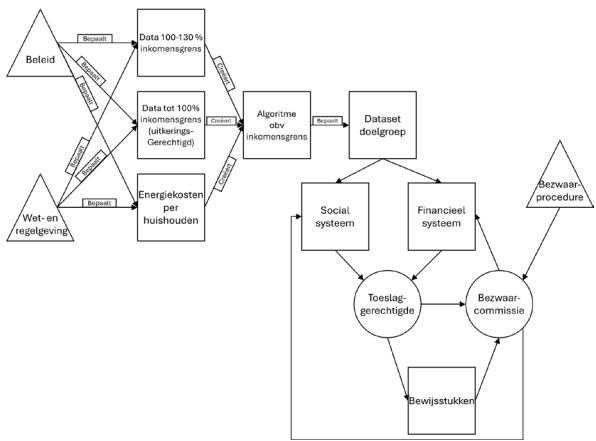 Beleid
Bepaalt
Data 100-130 %
inkomensgrens
Bepaalt
Bepaalt
Creëert
Data tot 100%
inkomensgrens
(uitkerings-
Gerechtigd)
Creëert
Algoritme
obv
inkomensgrens
Bepaalt
Dataset
doelgroep
Bepaalt
Bepaalt
Creëert
Wet- en
regelgeving
Bepaalt
Energiekosten
per
huishouden
Social
systeem
Financieel
systeem
Bezwaar-
procedure
Toeslag-
gerechtigde
Bezwaar-
commissie
Bewijsstukken